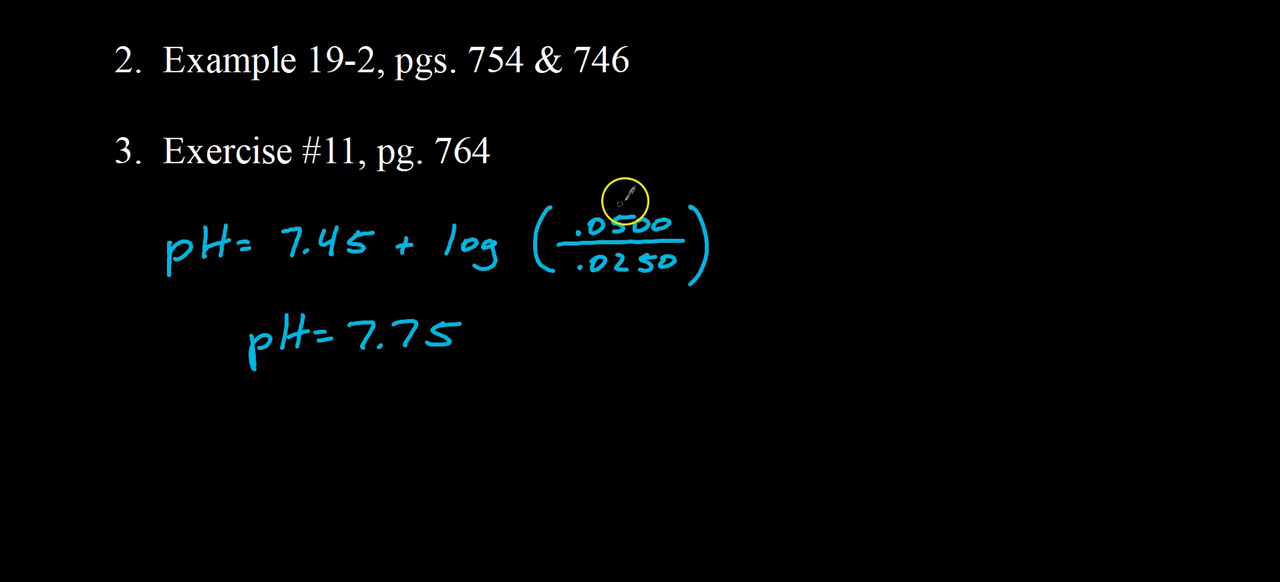 2. Example 19-2, pgs. 754 & 746
3. Exercise #11, pg. 764
pH= 7.45 + log (.0500/.0250)
pH= 7.75